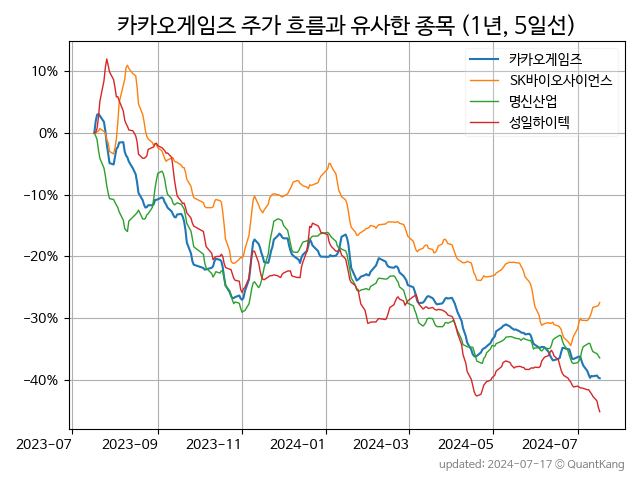 카카오게임즈 주가 흐름과 유사한 종목 (1년, 5일선)
카카오게임즈
SK바이오사이언스
명신산업
성일하이텍
10%
0%
−10%
−20%
−30%
−40%
2023-07 2023-09 2023-11 2024-01 2024-03 2024-05 2024-07
updated: 2024-07-17 © QuantKang